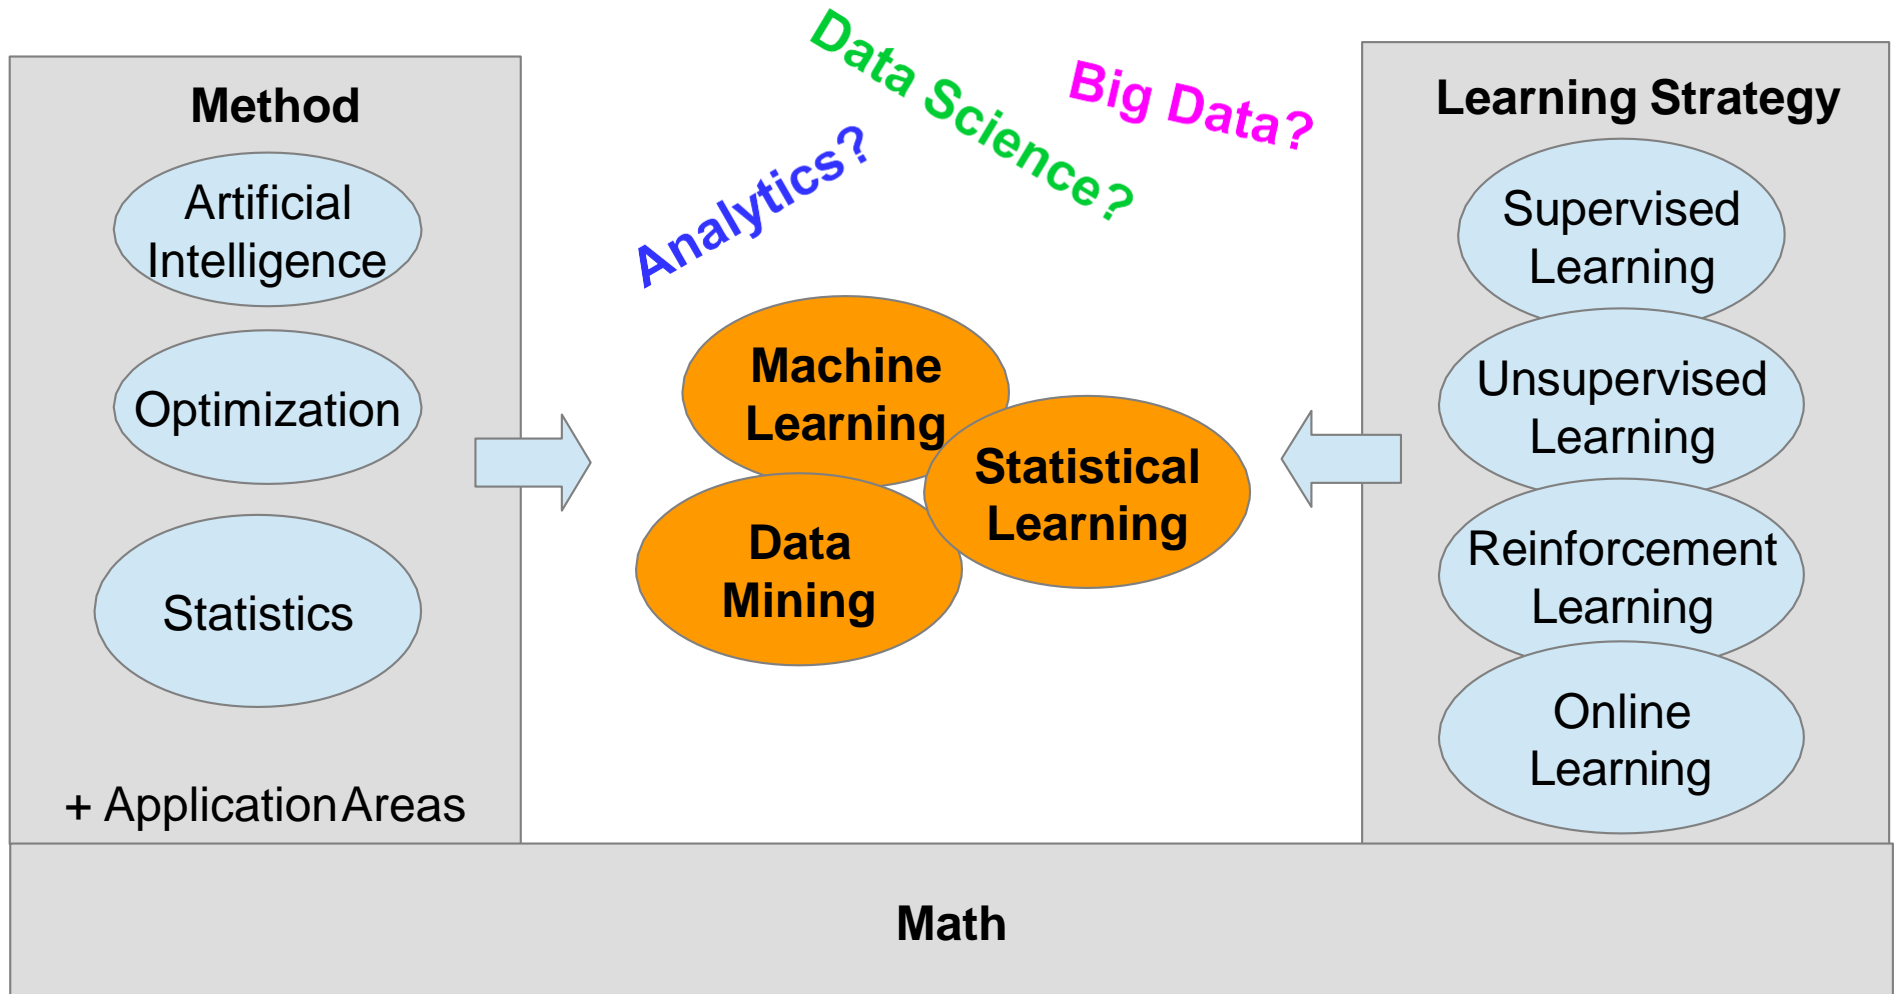 Method
Artificial
Intelligence
Optimization
Statistics
+ Application Areas
Analytics?
Data Science?
Big Data?
Machine
Learning
Statistical
Learning
Data
Mining
Learning Strategy
Supervised
Learning
Unsupervised
Learning
Reinforcement
Learning
Online
Learning
Math